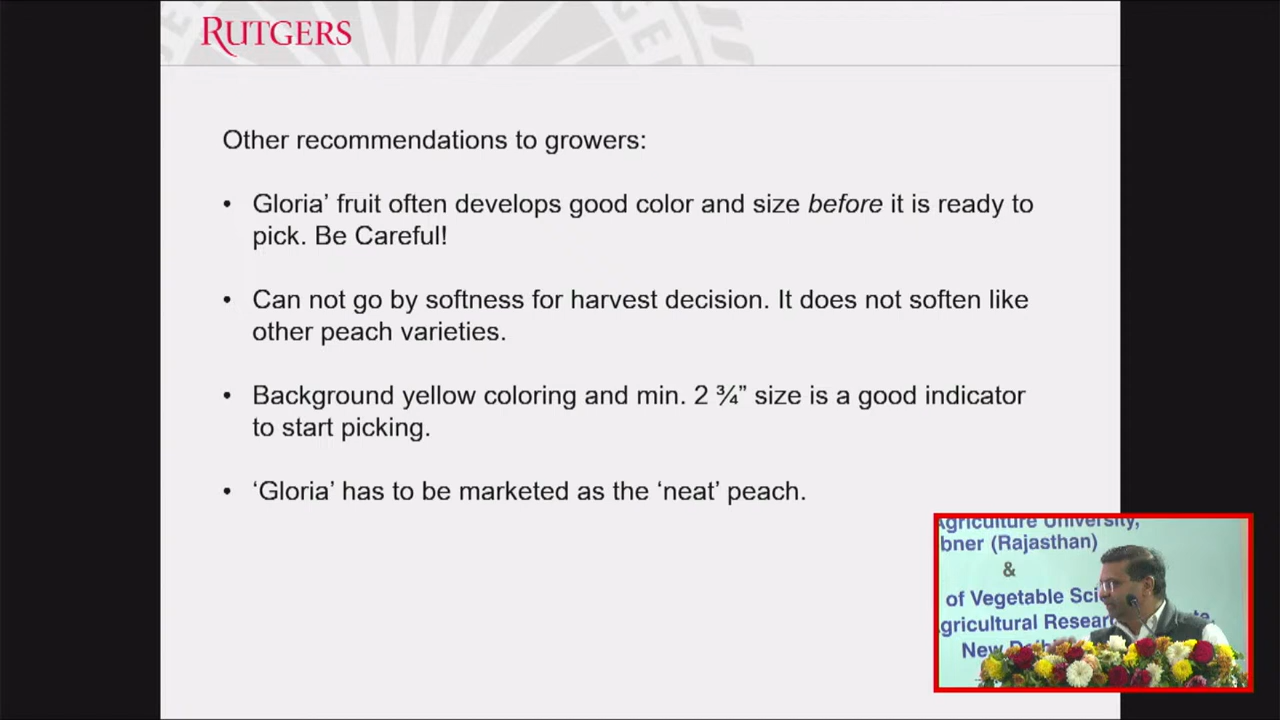 RUTGERS
Other recommendations to growers:
• Gloria’ fruit often develops good color and size before it is ready to
pick. Be Careful!
• Can not go by softness for harvest decision. It does not soften like
other peach varieties.
• Background yellow coloring and min. 2 ¾” size is a good indicator
to start picking.
• ‘Gloria’ has to be marketed as the ‘neat’ peach.
Agriculture University,
bner (Rajasthan)
&
of Vegetable Sci
gricultural Resear
New